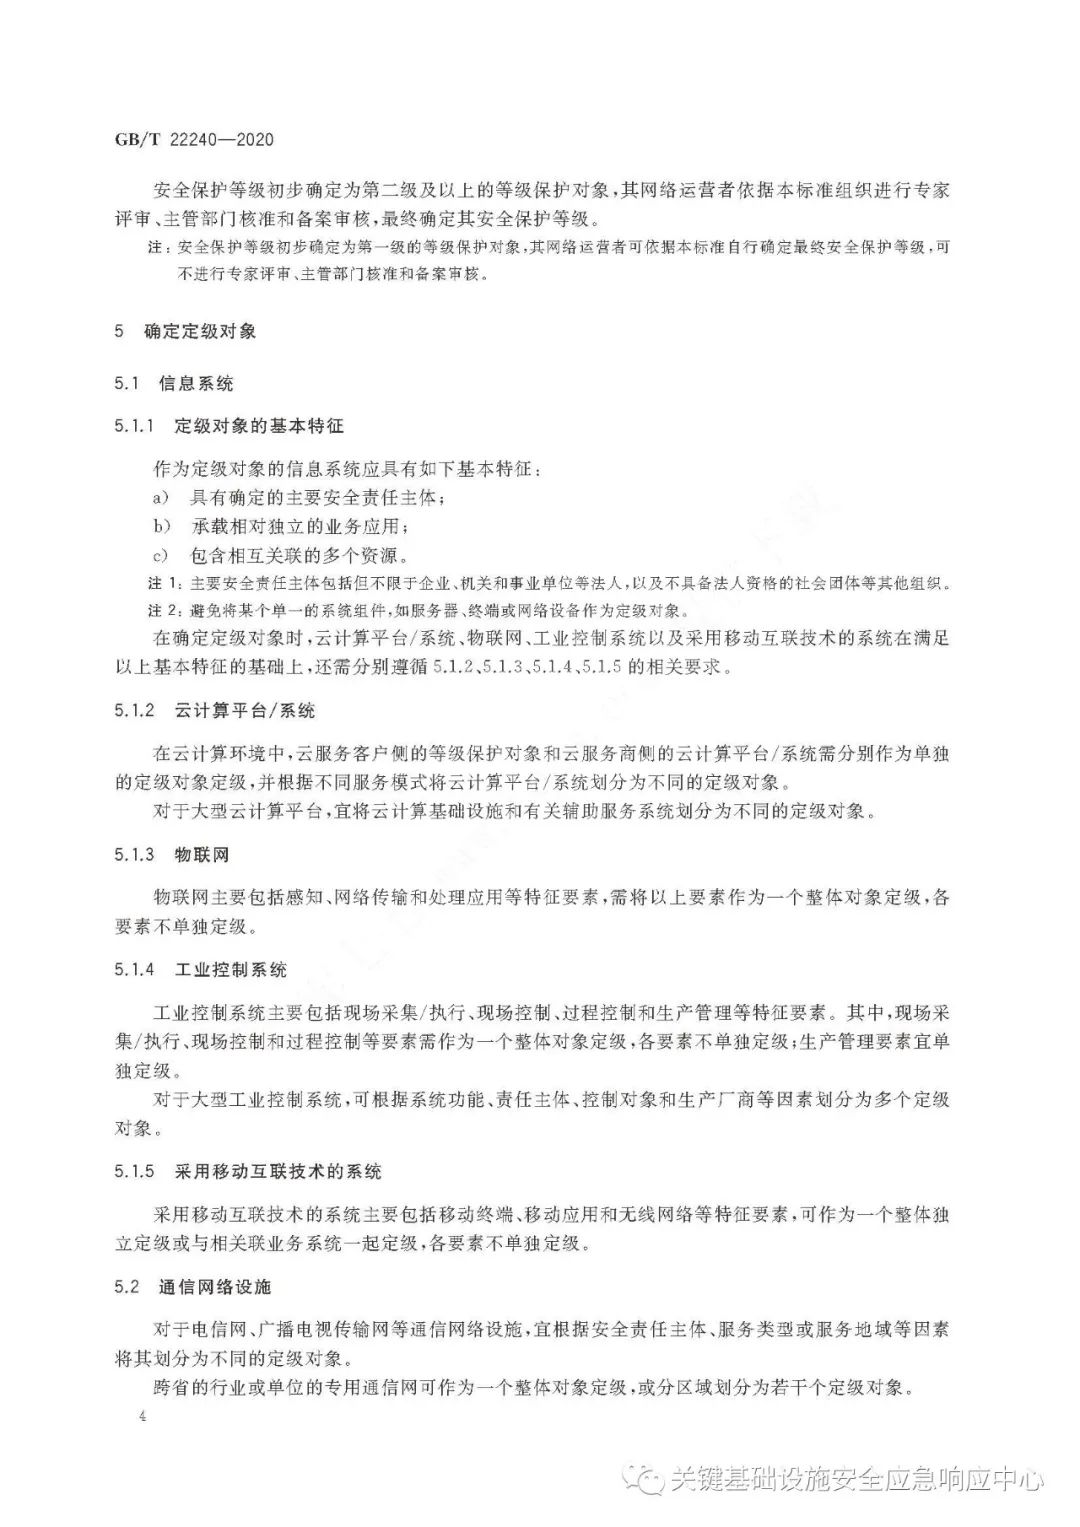 GB/T 22240—2020
安全保护等级初步确定为第二级及以上的等级保护对象,其网络运营者依据本标准组织进行专家
评审、主管部门核准和备案审核,最终确定其安全保护等级。
注:安全保护等级初步确定为第一级的等级保护对象,其网络运营者可依据本标准自行确定最终安全保护等级,可
不进行专家评审、主管部门核准和备案审核。
5 确定定级对象
5.1 信息系统
5.1.1 定级对象的基本特征
作为定级对象的信息系统应具有如下基本特征:
a) 具有确定的主要安全责任主体;
b) 承载相对独立的业务应用;
c) 包含相互关联的多个资源。
注 1:主要安全责任主体包括但不限于企业、机关和事业单位等法人,以及不具备法人资格的社会团体等其他组织。
注 2:避免将某个单一的系统组件,如服务器、终端或网络设备作为定级对象。
在确定定级对象时,云计算平台/系统、物联网、工业控制系统以及采用移动互联技术的系统在满足
以上基本特征的基础上,还需分别遵循 5.1.2、5.1.3、5.1.4、5.1.5 的相关要求。
5.1.2 云计算平台/系统
在云计算环境中,云服务客户侧的等级保护对象和云服务商侧的云计算平台/系统需分别作为单独
的定级对象定级,并根据不同服务模式将云计算平台/系统划分为不同的定级对象。
对于大型云计算平台,宜将云计算基础设施和有关辅助服务系统划分为不同的定级对象。
5.1.3 物联网
物联网主要包括感知、网络传输和处理应用等特征要素,需将以上要素作为一个整体对象定级,各
要素不单独定级。
5.1.4 工业控制系统
工业控制系统主要包括现场采集/执行、现场控制、过程控制和生产管理等特征要素。其中,现场采
集/执行、现场控制和过程控制等要素需作为一个整体对象定级,各要素不单独定级;生产管理要素宜单
独定级。
对于大型工业控制系统,可根据系统功能、责任主体、控制对象和生产厂商等因素划分为多个定级
对象。
5.1.5 采用移动互联技术的系统
采用移动互联技术的系统主要包括移动终端、移动应用和无线网络等特征要素,可作为一个整体独
立定级或与相关联业务系统一起定级,各要素不单独定级。
5.2 通信网络设施
对于电信网、广播电视传输网等通信网络设施,宜根据安全责任主体、服务类型或服务地域等因素
将其划分为不同的定级对象。
跨省的行业或单位的专用通信网可作为一个整体对象定级,或分区域划分为若干个定级对象。
4
关键基础设施安全应急响应中心